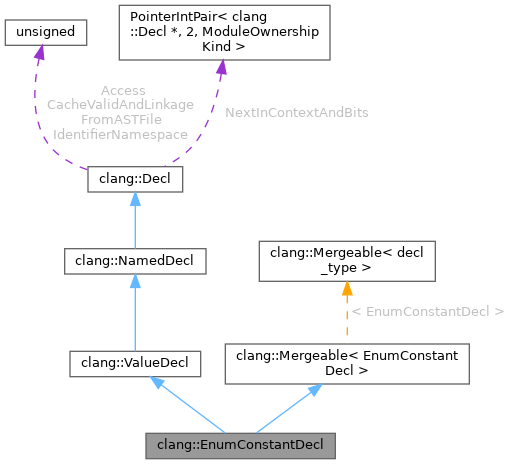 unsigned
PointerIntPair< clang
::Decl *, 2, ModuleOwnership
Kind >
Access
CacheValidAndLinkage
FromASTFile
IdentifierNamespace
NextInContextAndBits
clang::Decl
clang::NamedDecl
clang::Mergeable< decl
_type >
< EnumConstantDecl >
clang::ValueDecl
clang::Mergeable< EnumConstant
Decl >
clang::EnumConstantDecl